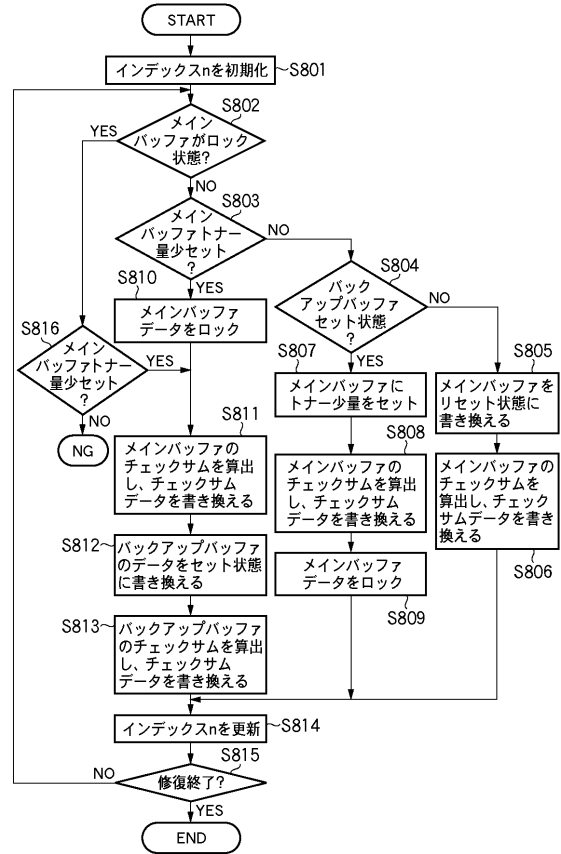 START
インデックスnを初期化
S801
S802
メイン
バッファがロック
状態?
YES
NO
S803
メイン
バッファトナー
量少セット
?
NO
YES
S804
バック
アップバッファ
セット状態
?
NO
YES
S810
メインバッファ
データをロック
S816
メイン
バッファトナー
量少セット
?
YES
NO
NG
S807
メインバッファに
トナー少量をセット
S805
メインバッファを
リセット状態に
書き換える
S811
メインバッファの
チェックサムを算出
し、チェックサム
データを書き換える
S808
メインバッファの
チェックサムを算出
し、チェックサム
データを書き換える
メインバッファの
チェックサムを
算出し、チェック
サムデータを書き
換える
S806
S812
バックアップバッファ
のデータをセット状態
に書き換える
メインバッファ
データをロック
S809
S813
バックアップバッファ
のチェックサムを算出
し、チェックサム
データを書き換える
インデックスnを更新
S814
S815
修復終了?
NO
YES
END